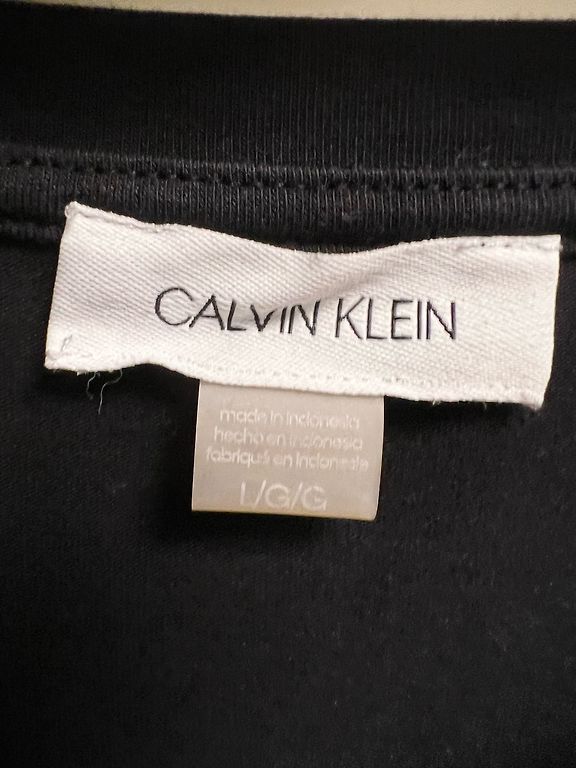 CALVIN KLEIN
made in indonesia
hecho en indonesia
fabriqué en indonésie
L/G/G